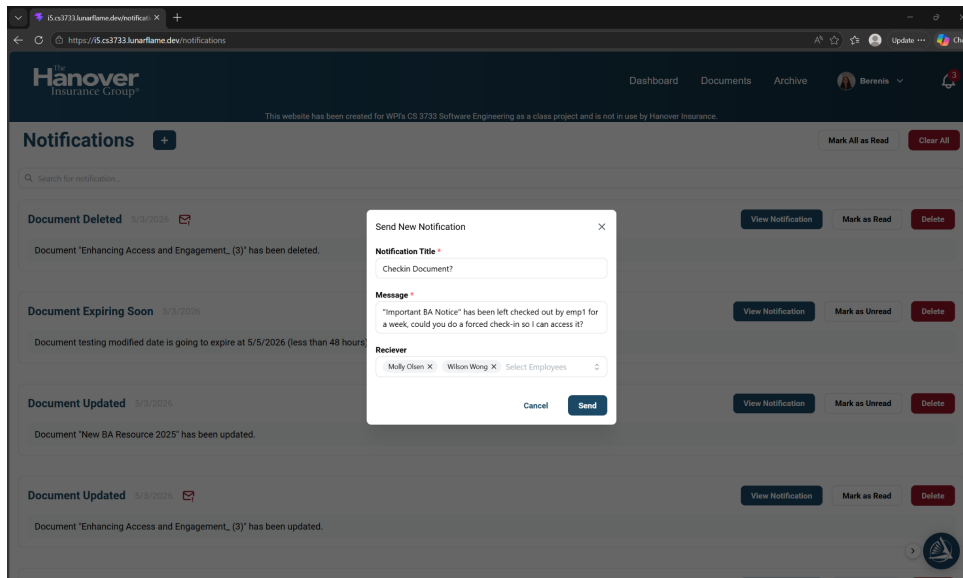 i5.cs3733.lunarflame.dev/notificati
https://i5.cs3733.lunarflame.dev/notifications
Update
The
Hanover
Insurance Group®
Dashboard
Documents
Archive
Berenis
3
This website has been created for WPI's CS 3733 Software Engineering as a class project and is not in use by Hanover Insurance.
Notifications
+
Mark All as Read
Clear All
Search for notification...
Document Deleted 5/3/2026
View Notification
Mark as Read
Delete
Document "Enhancing Access and Engagement_ (3)" has been deleted.
Document Expiring Soon 5/3/2026
View Notification
Mark as Unread
Delete
Document testing modified date is going to expire at 5/5/2026 (less than 48 hours)
Document Updated 5/3/2026
View Notification
Mark as Unread
Delete
Document "New BA Resource 2025" has been updated.
Document Updated 5/3/2026
View Notification
Mark as Read
Delete
Document "Enhancing Access and Engagement_ (3)" has been updated.
Send New Notification
Notification Title *
Checkin Document?
Message *
"Important BA Notice" has been left checked out by emp1 for
a week, could you do a forced check-in so I can access it?
Reciever
Molly Olsen
Wilson Wong
Select Employees
Cancel
Send